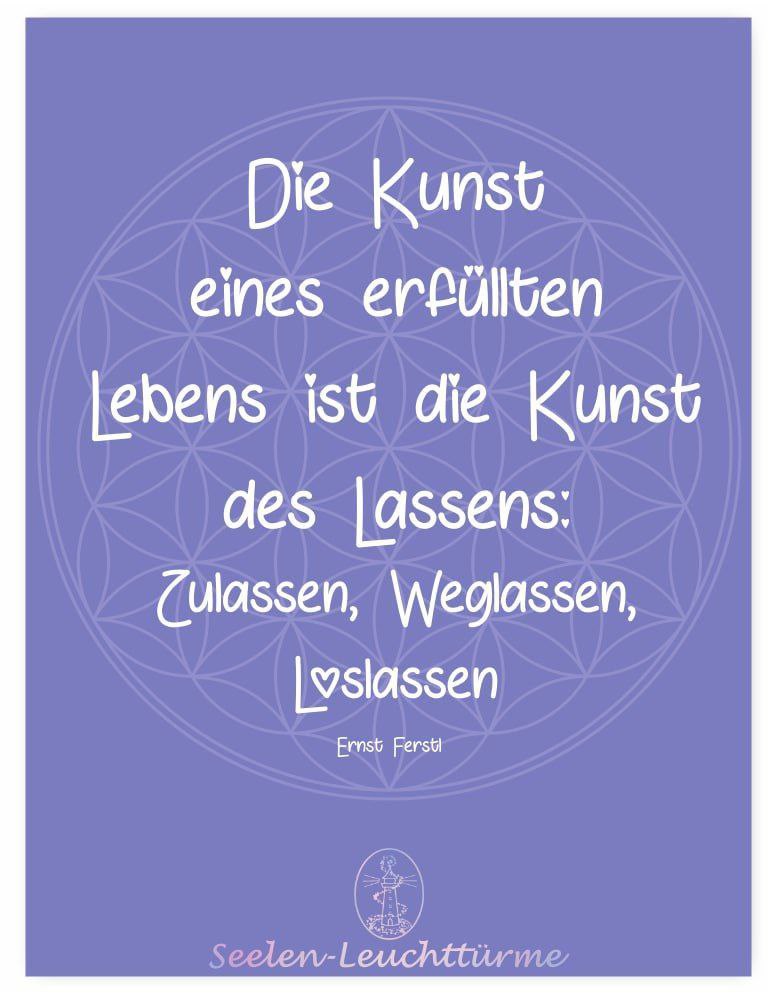 Die Kunst
eines erfüllten
Lebens ist die Kunst
des Lassens:
Zulassen, Weglassen,
Loslassen
Ernst Ferstl
Seelen-Leuchttürme